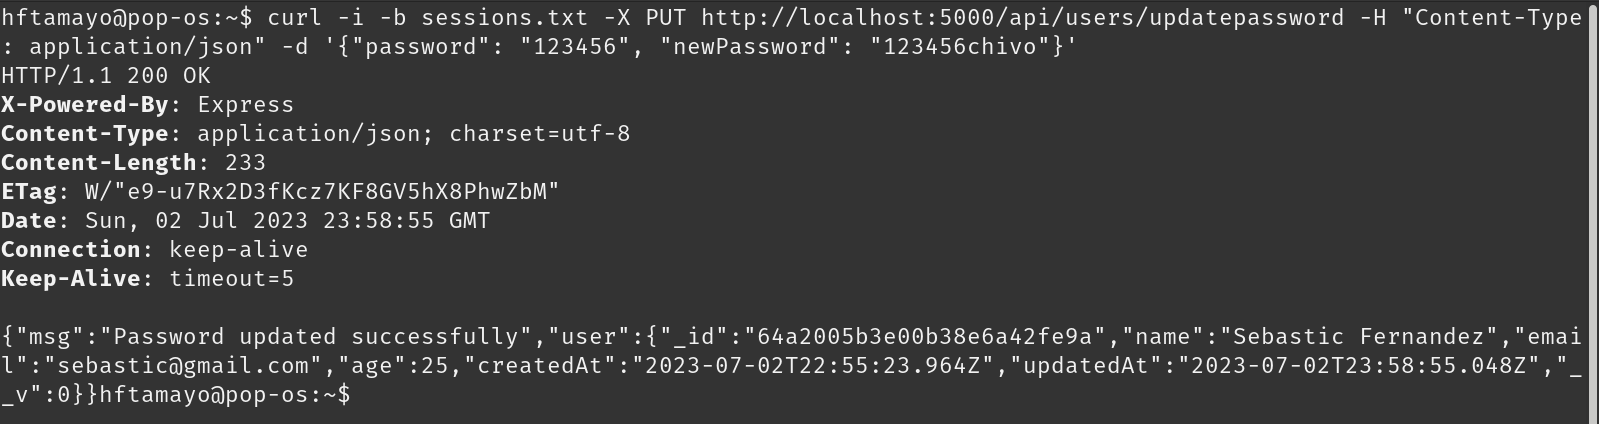 hftamayo@pop-os:~$ curl -i -b sessions.txt -X PUT http://localhost:5000/api/users/updatepassword -H "Content-Type
: application/json" -d '{"password": "123456", "newPassword": "123456chivo"}'
HTTP/1.1 200 OK
X-Powered-By: Express
Content-Type: application/json; charset=utf-8
Content-Length: 233
ETag: W/"e9-u7Rx2D3fKcz7KF8GV5hX8PhwZbM"
Date: Sun, 02 Jul 2023 23:58:55 GMT
Connection: keep-alive
Keep-Alive: timeout=5

{"msg":"Password updated successfully","user":{"_id":"64a2005b3e00b38e6a42fe9a","name":"Sebastic Fernandez","emai
l":"sebastic@gmail.com","age":25,"createdAt":"2023-07-02T22:55:23.964Z","updatedAt":"2023-07-02T23:58:55.048Z","_
_v":0}}hftamayo@pop-os:~$